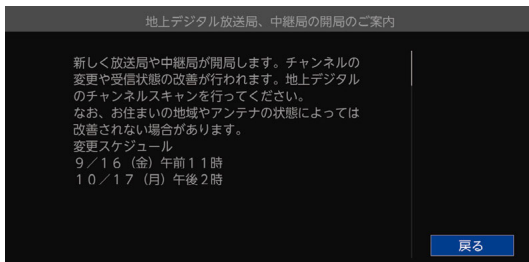 地上デジタル放送局、中継局の開局のご案内
新しく放送局や中継局が開局します。チャンネルの
変更や受信状態の改善が行われます。地上デジタル
のチャンネルスキャンを行ってください。
なお、お住まいの地域やアンテナの状態によっては
改善されない場合があります。
変更スケジュール
９／１６（金）午前１１時
１０／１７（月）午後２時
戻る